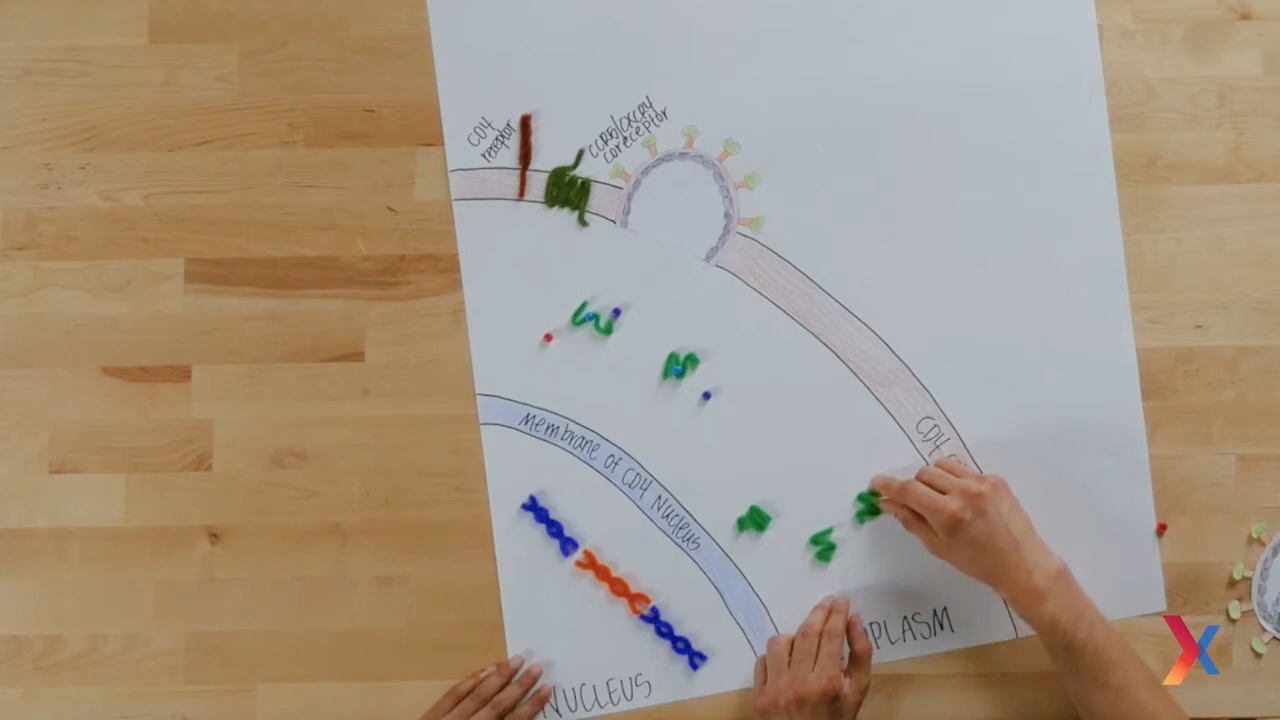 CD4
receptor
CCR5/CXCR4
coreceptor
CD4
Membrane of CD4 Nucleus
PLASM
NUCLEUS